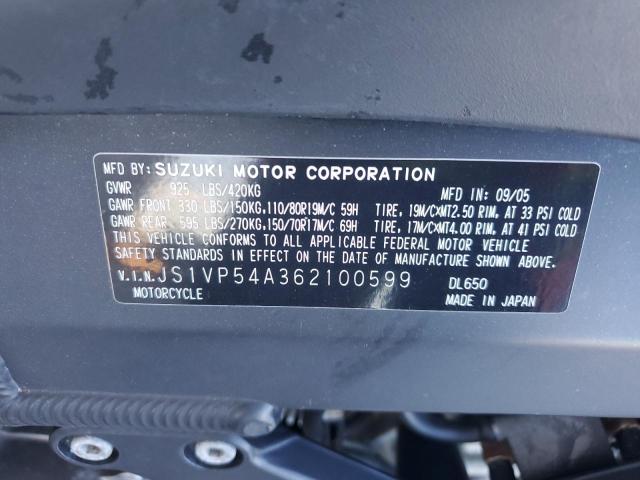 MFD BY: SUZUKI MOTOR CORPORATION
GVWR 925 LBS/420KG MFD IN: 09/05
GAWR FRONT 330 LBS/150KG,110/80R19M/C 59H TIRE, 19M/C×MT2.50 RIM, AT 33 PSI COLD
GAWR REAR 595 LBS/270KG,150/70R17M/C 69H TIRE, 17M/C×MT4.00 RIM, AT 41 PSI COLD
THIS VEHICLE CONFORMS TO ALL APPLICABLE FEDERAL MOTOR VEHICLE
SAFETY STANDARDS IN EFFECT ON THE DATE OF MANUFACTURE SHOWN ABOVE.
V.I.N. JS1VP54A362100599 DL650
MOTORCYCLE MADE IN JAPAN